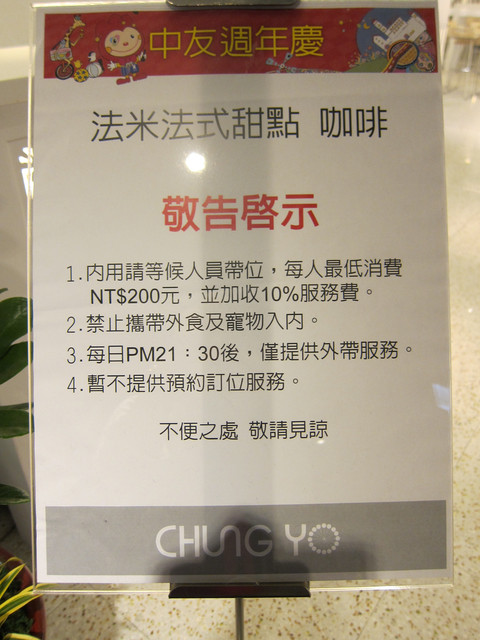 中友週年慶
法米法式甜點 咖啡
敬告啓示
1.内用請等候人員帶位，每人最低消費
NT$200元，並加收10%服務費。
2.禁止攜帶外食及寵物入内。
3.每日PM21：30後，僅提供外帶服務。
4.暫不提供預約訂位服務。
不便之處 敬請見諒
CHUNG YO